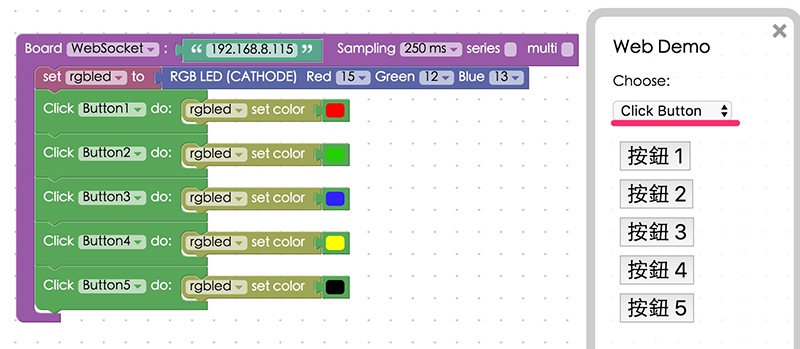 Board WebSocket : “ 192.168.8.115 ” Sampling 250 ms series multi
set rgbled to RGB LED (CATHODE) Red 15 Green 12 Blue 13
Click Button1 do: rgbled set color
Click Button2 do: rgbled set color
Click Button3 do: rgbled set color
Click Button4 do: rgbled set color
Click Button5 do: rgbled set color
×
Web Demo
Choose:
Click Button
按鈕 1
按鈕 2
按鈕 3
按鈕 4
按鈕 5